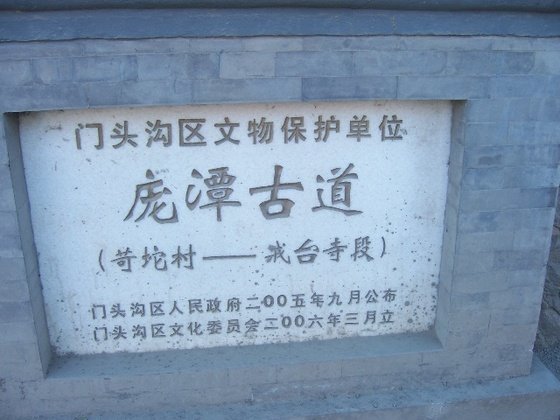 门头沟区文物保护单位
庞潭古道
（苛坨村——戒台寺段）
门头沟区人民政府二〇〇五年九月公布
门头沟区文化委员会二〇〇六年三月立